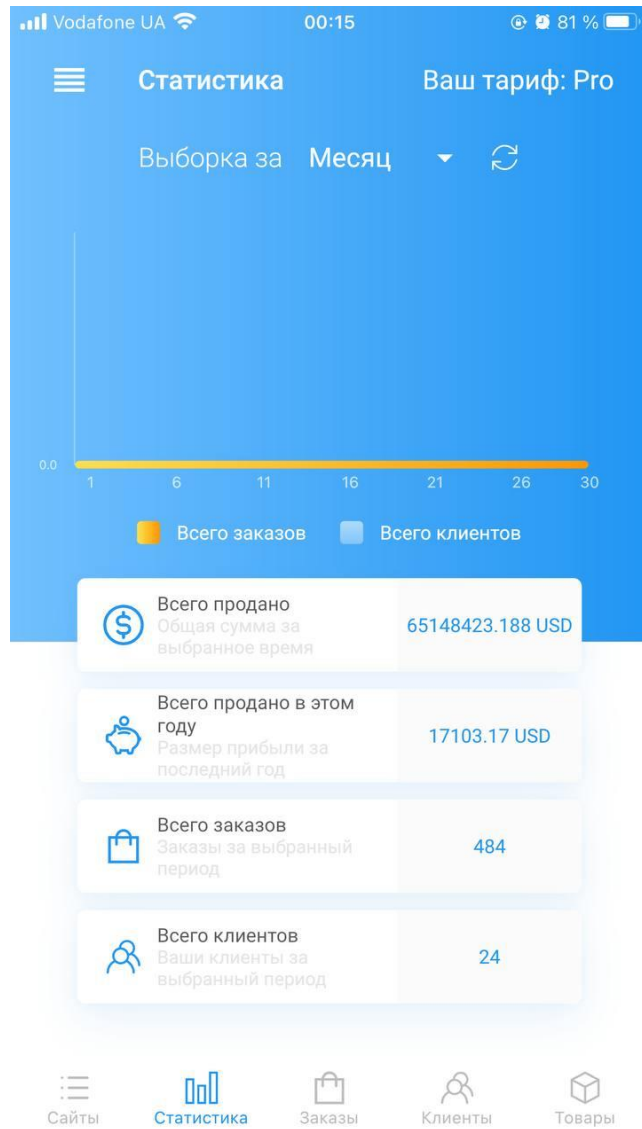 Vodafone UA 00:15 81 %
Статистика Ваш тариф: Pro
Выборка за Месяц
0.0
1 6 11 16 21 26 30
Всего заказов Всего клиентов
Всего продано
Общая сумма за
выбранное время
65148423.188 USD
Всего продано в этом
году
Размер прибыли за
последний год
17103.17 USD
Всего заказов
Заказы за выбранный
период
484
Всего клиентов
Ваши клиенты за
выбранный период
24
Сайты Статистика Заказы Клиенты Товары